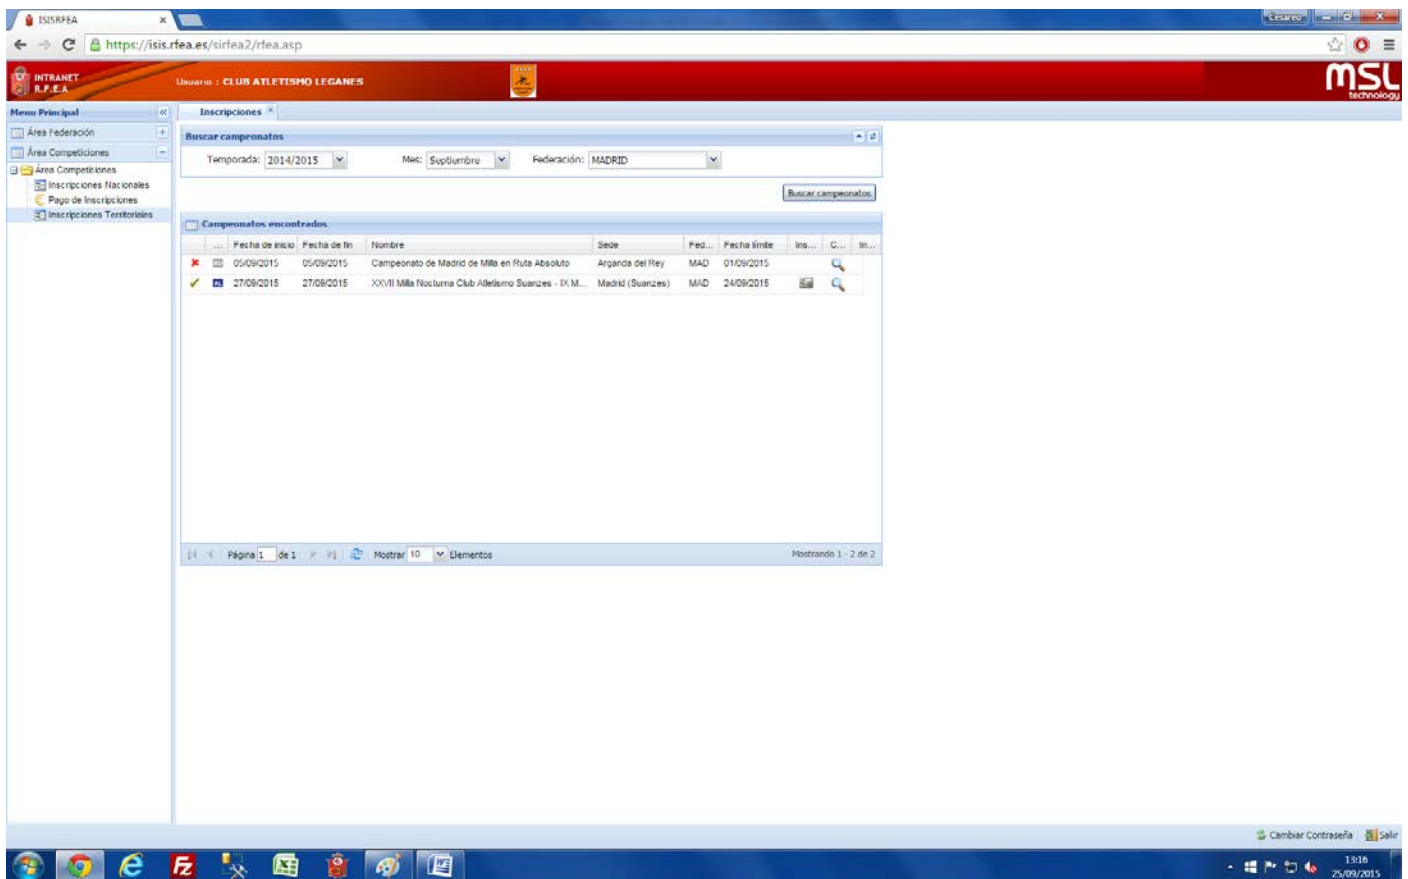 ISISRFEA
Cesareo
https://isis.rfea.es/sirfea2/rfea.asp
INTRANET
R.F.E.A
Usuario : CLUB ATLETISMO LEGANES
MSL
technology
Menu Principal
Inscripciones
Área Federación
Buscar campeonatos
Área Competiciones
Temporada: 2014/2015 Mes: Septiembre Federación: MADRID
Área Competiciones
Inscripciones Nacionales
Pago de Inscripciones
Buscar campeonatos
Inscripciones Territoriales
Campeonatos encontrados
... Fecha de inicio Fecha de fin Nombre Sede Fed... Fecha límite Ins... C... In...
05/09/2015 05/09/2015 Campeonato de Madrid de Milla en Ruta Absoluto Arganda del Rey MAD 01/09/2015
27/09/2015 27/09/2015 XXVII Milla Nocturna Club Atletismo Suanzes - IX M... Madrid (Suanzes) MAD 24/09/2015
Página 1 de 1 Mostrar 10 Elementos Mostrando 1 - 2 de 2
Cambiar Contraseña Salir
13:16
25/09/2015